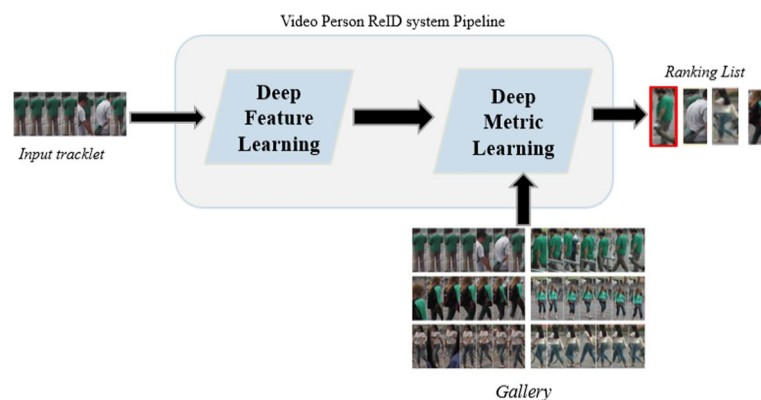 Video Person ReID system Pipeline
Deep
Feature
Learning
Deep
Metric
Learning
Ranking List
Input tracklet
Gallery